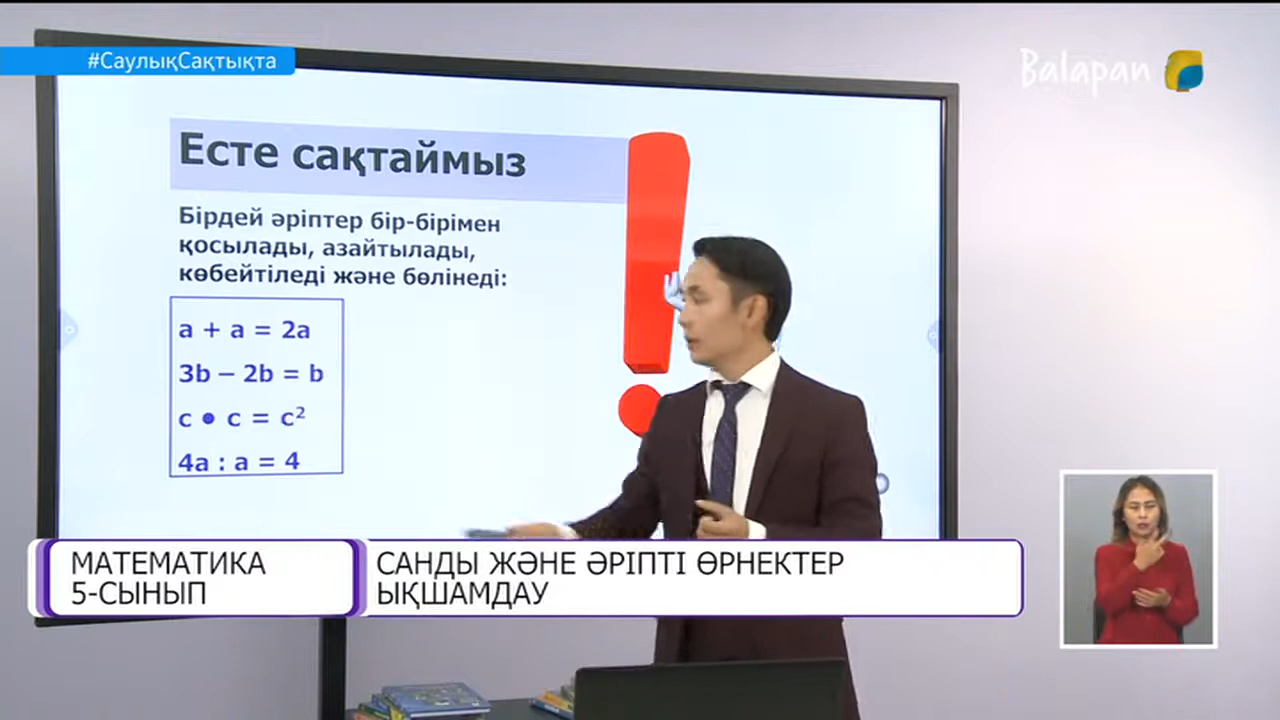 #СаулықСақтықта
Balapan
Есте сақтаймыз
Бірдей әріптер бір-бірімен
қосылады, азайтылады,
көбейтіледі және бөлінеді:
a + a = 2a
3b – 2b = b
c • c = c²
4a : a = 4
МАТЕМАТИКА
5-СЫНЫП
САНДЫ ЖӘНЕ ӘРІПТІ ӨРНЕКТЕР
ЫҚШАМДАУ